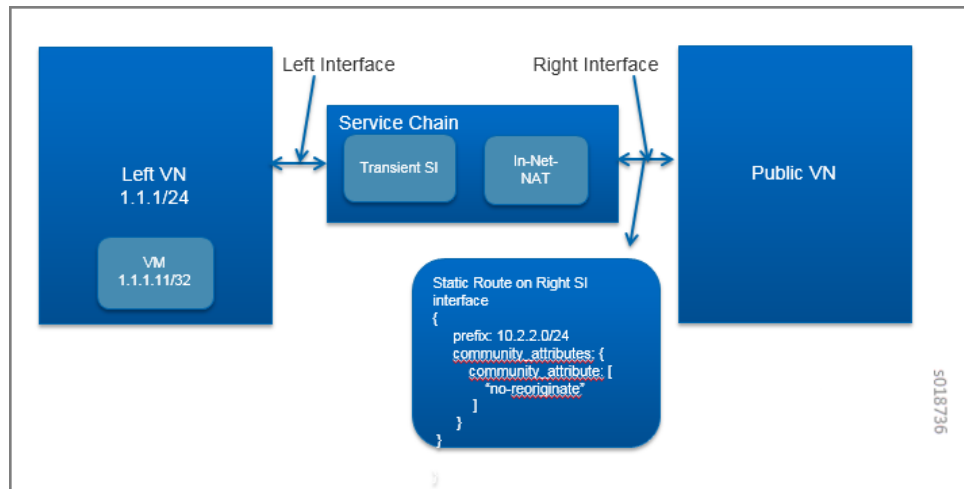 Left Interface
Right Interface
Left VN
1.1.1/24
VM
1.1.1.11/32
Service Chain
Transient SI
In-Net-
NAT
Public VN
Static Route on Right SI
interface
{
prefix: 10.2.2.0/24
community_attributes: {
community_attribute: [
"no-reoriginate"
]
}
}
s018736